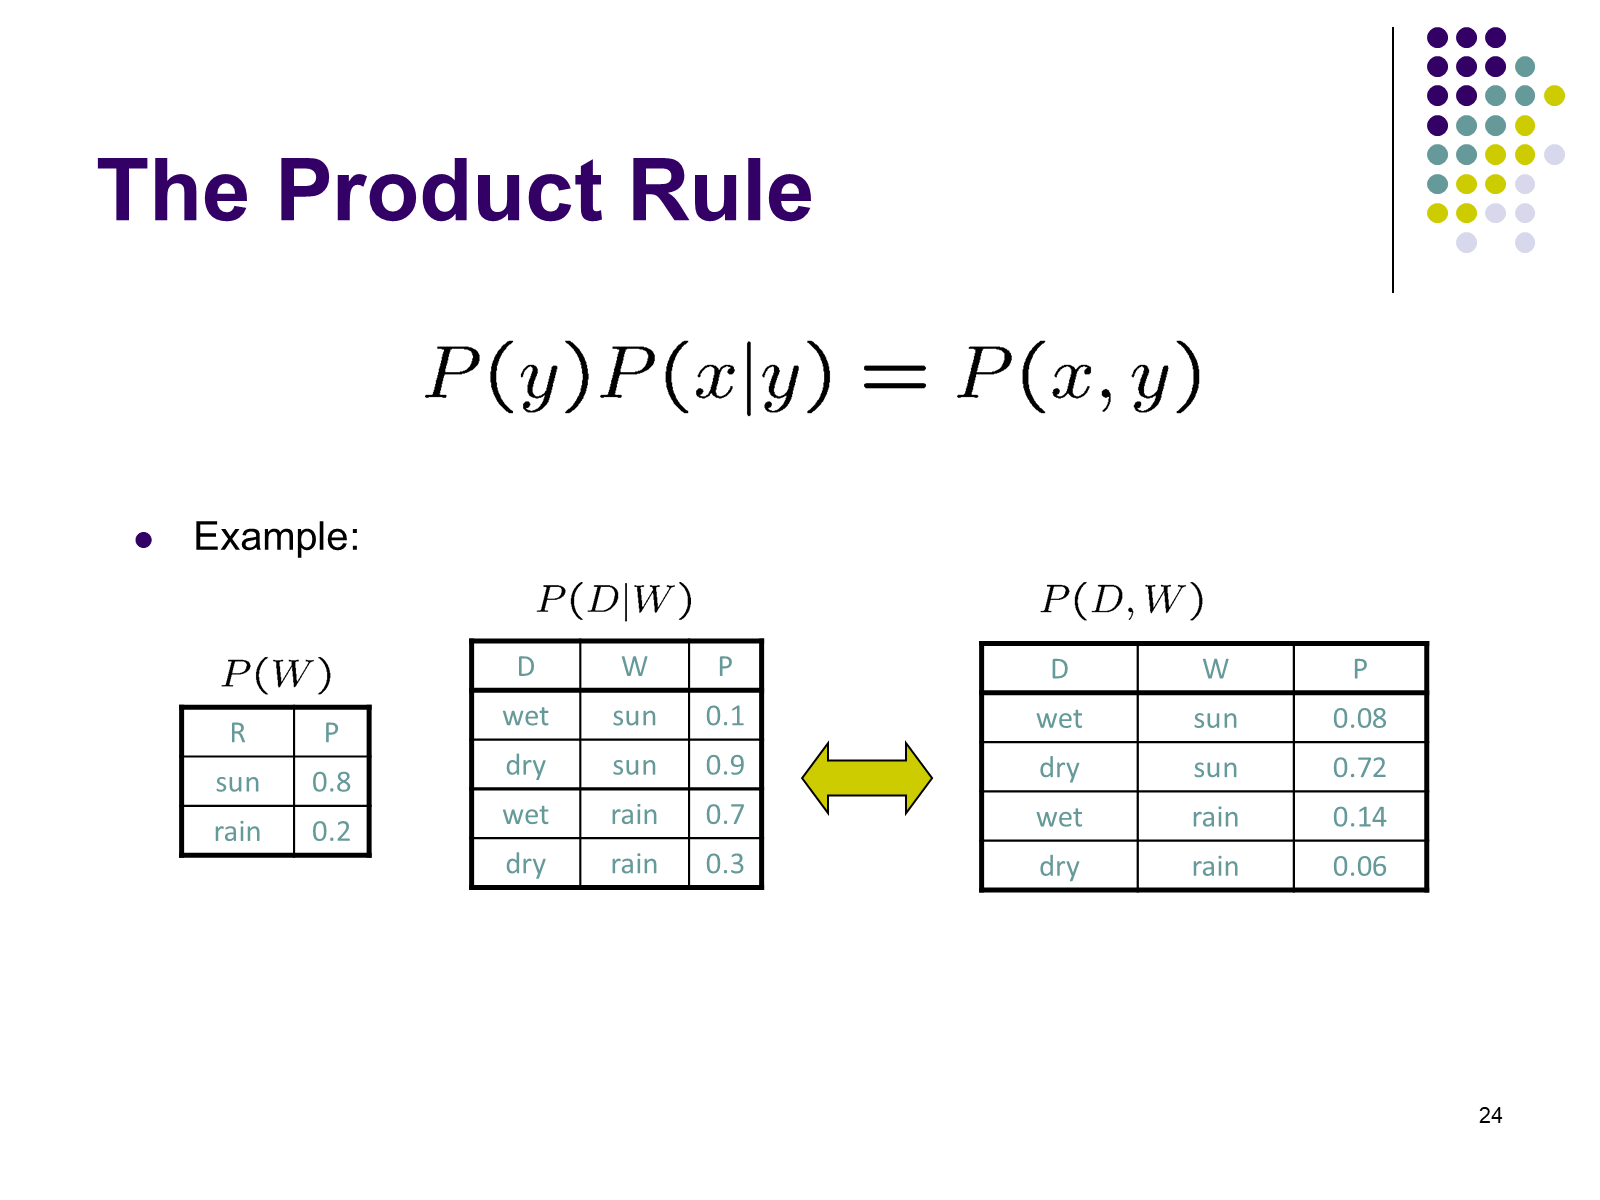 The Product Rule
P(y)P(x|y) = P(x, y)
Example:
P(W)
R P
sun 0.8
rain 0.2
P(D|W)
D W P
wet sun 0.1
dry sun 0.9
wet rain 0.7
dry rain 0.3
P(D, W)
D W P
wet sun 0.08
dry sun 0.72
wet rain 0.14
dry rain 0.06
24